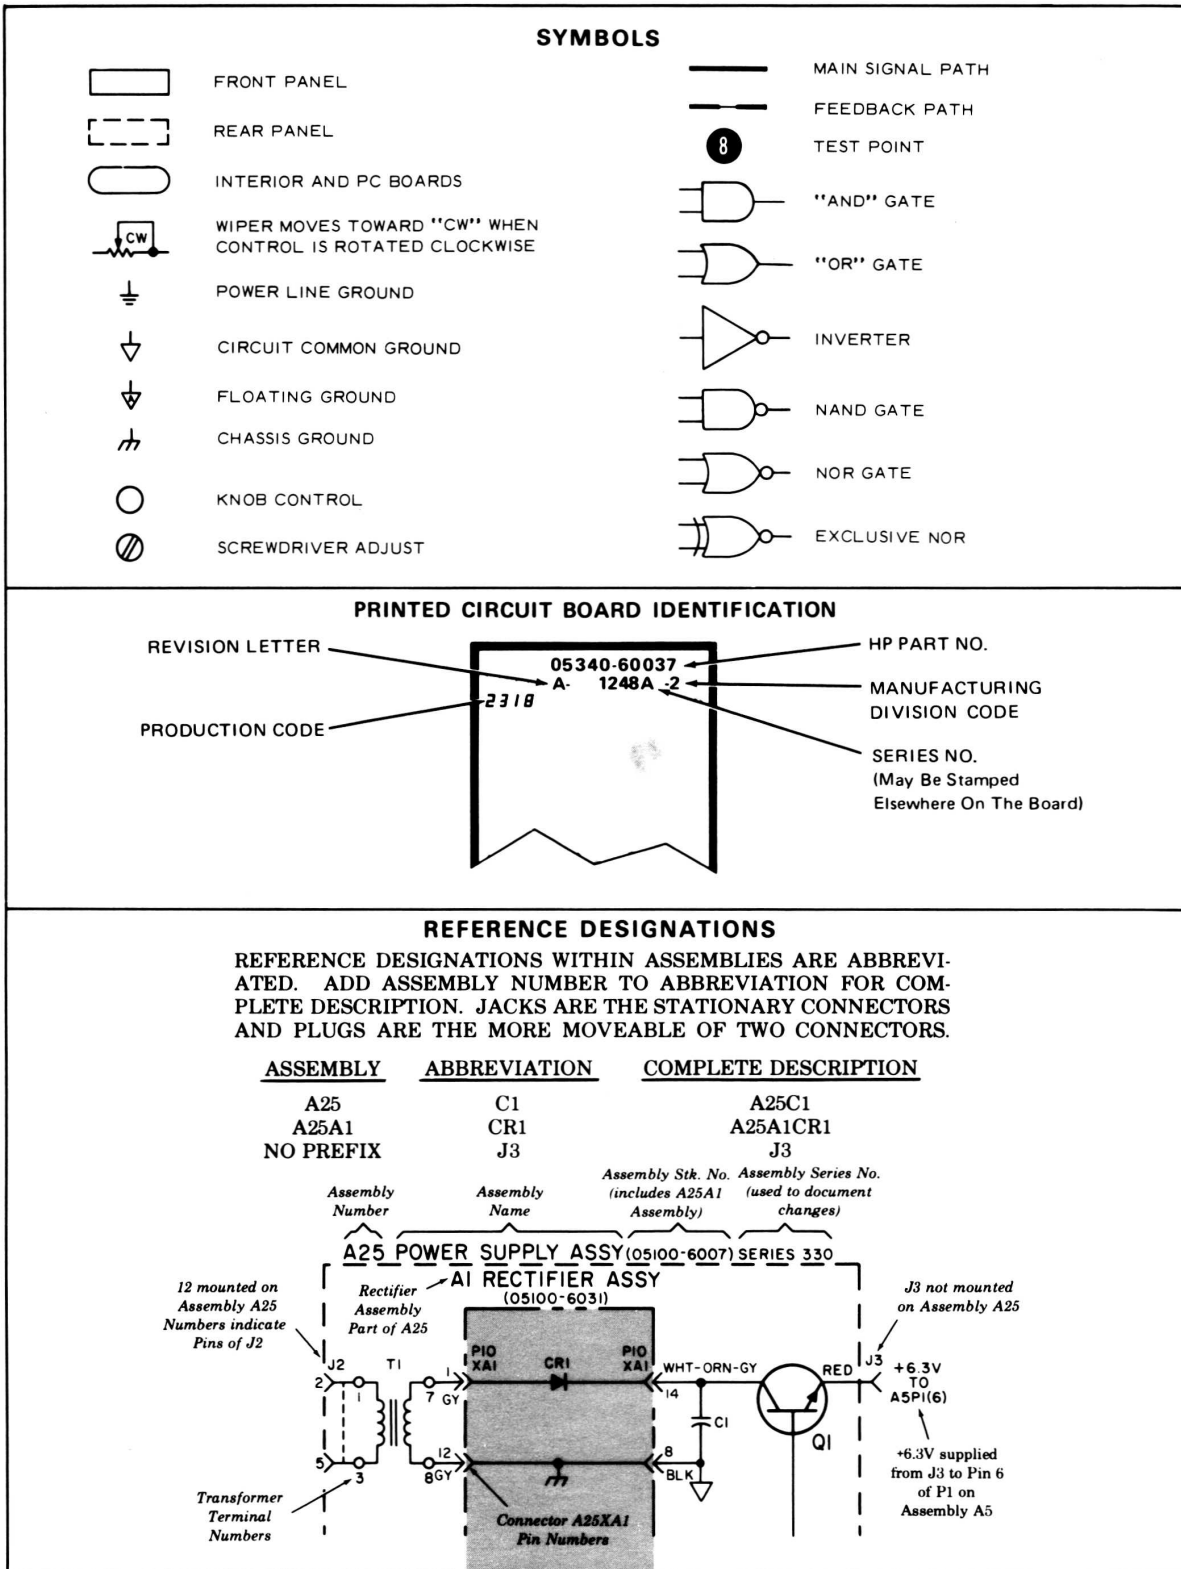 SYMBOLS
FRONT PANEL
REAR PANEL
INTERIOR AND PC BOARDS
CW
WIPER MOVES TOWARD "CW" WHEN
CONTROL IS ROTATED CLOCKWISE
POWER LINE GROUND
CIRCUIT COMMON GROUND
FLOATING GROUND
CHASSIS GROUND
KNOB CONTROL
SCREWDRIVER ADJUST
MAIN SIGNAL PATH
FEEDBACK PATH
8
TEST POINT
"AND" GATE
"OR" GATE
INVERTER
NAND GATE
NOR GATE
EXCLUSIVE NOR
PRINTED CIRCUIT BOARD IDENTIFICATION
REVISION LETTER
PRODUCTION CODE
05340-60037
A- 1248A -2
2318
HP PART NO.
MANUFACTURING
DIVISION CODE
SERIES NO.
(May Be Stamped
Elsewhere On The Board)
REFERENCE DESIGNATIONS
REFERENCE DESIGNATIONS WITHIN ASSEMBLIES ARE ABBREVI-
ATED. ADD ASSEMBLY NUMBER TO ABBREVIATION FOR COM-
PLETE DESCRIPTION. JACKS ARE THE STATIONARY CONNECTORS
AND PLUGS ARE THE MORE MOVEABLE OF TWO CONNECTORS.
ASSEMBLY ABBREVIATION COMPLETE DESCRIPTION
A25 C1 A25C1
A25A1 CR1 A25A1CR1
NO PREFIX J3 J3
Assembly
Number
Assembly
Name
Assembly Stk. No.
(includes A25A1
Assembly)
Assembly Series No.
(used to document
changes)
A25 POWER SUPPLY ASSY (05100-6007) SERIES 330
A1 RECTIFIER ASSY
(05100-6031)
12 mounted on
Assembly A25
Numbers indicate
Pins of J2
Rectifier
Assembly
Part of A25
J3 not mounted
on Assembly A25
J2
T1
2
1
7
1
GY
P10
XA1
CR1
P10
XA1
WHT-ORN-GY
14
RED
J3
+6.3V
TO
A5P1(6)
C1
Q1
5
3
8
12
GY
8
BLK
Transformer
Terminal
Numbers
Connector A25XA1
Pin Numbers
+6.3V supplied
from J3 to Pin 6
of P1 on
Assembly A5